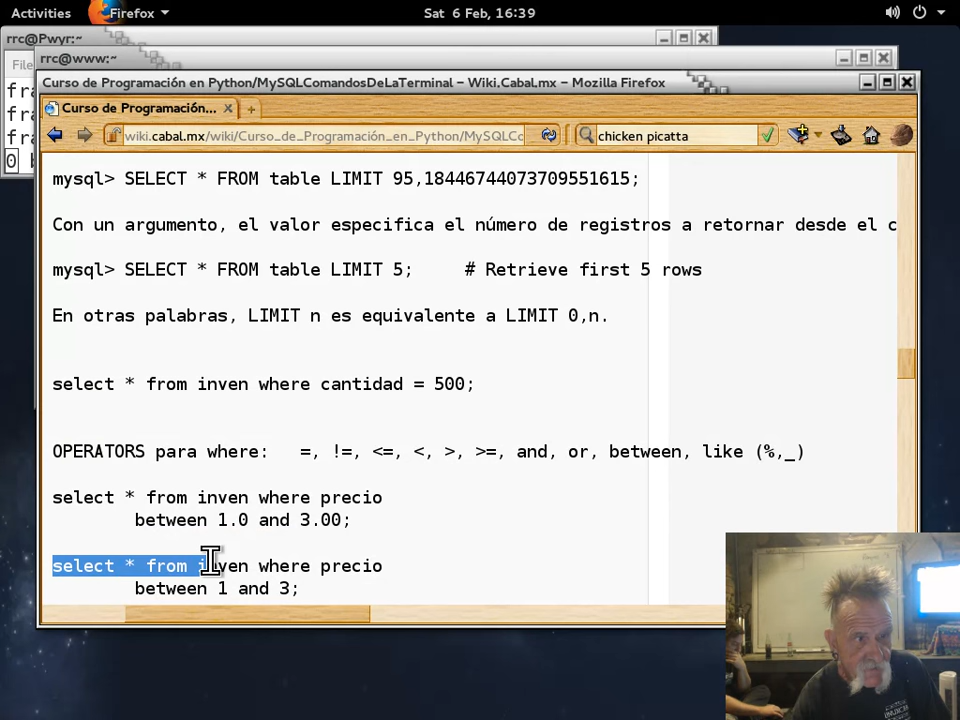 Activities Firefox Sat 6 Feb, 16:39
rrc@Pwyr:~
rrc@www:~
File
Curso de Programación en Python/MySQLComandosDeLaTerminal – Wiki.Cabal.mx – Mozilla Firefox
Curso de Programación... × +
wiki.cabal.mx/wiki/Curso_de_Programación_en_Python/MySQLCo chicken picatta
mysql> SELECT * FROM table LIMIT 95,18446744073709551615;
Con un argumento, el valor especifica el número de registros a retornar desde el c
mysql> SELECT * FROM table LIMIT 5; # Retrieve first 5 rows
En otras palabras, LIMIT n es equivalente a LIMIT 0,n.
select * from inven where cantidad = 500;
OPERATORS para where: =, !=, <=, <, >, >=, and, or, between, like (%,_)
select * from inven where precio
between 1.0 and 3.00;
select * from inven where precio
between 1 and 3;